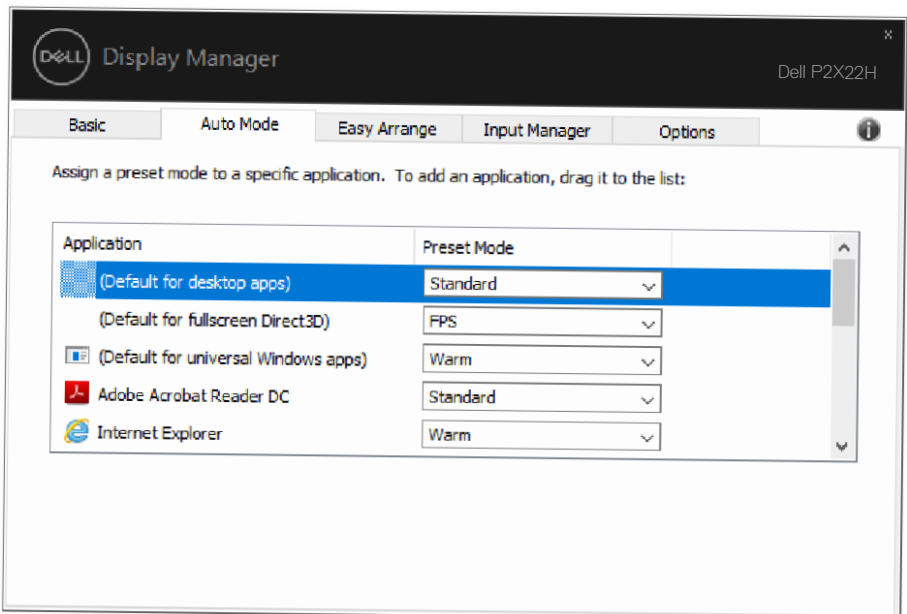 DELL Display Manager
x
Dell P2X22H
Basic Auto Mode Easy Arrange Input Manager Options
Assign a preset mode to a specific application. To add an application, drag it to the list:
Application Preset Mode
(Default for desktop apps) Standard
(Default for fullscreen Direct3D) FPS
(Default for universal Windows apps) Warm
Adobe Acrobat Reader DC Standard
Internet Explorer Warm